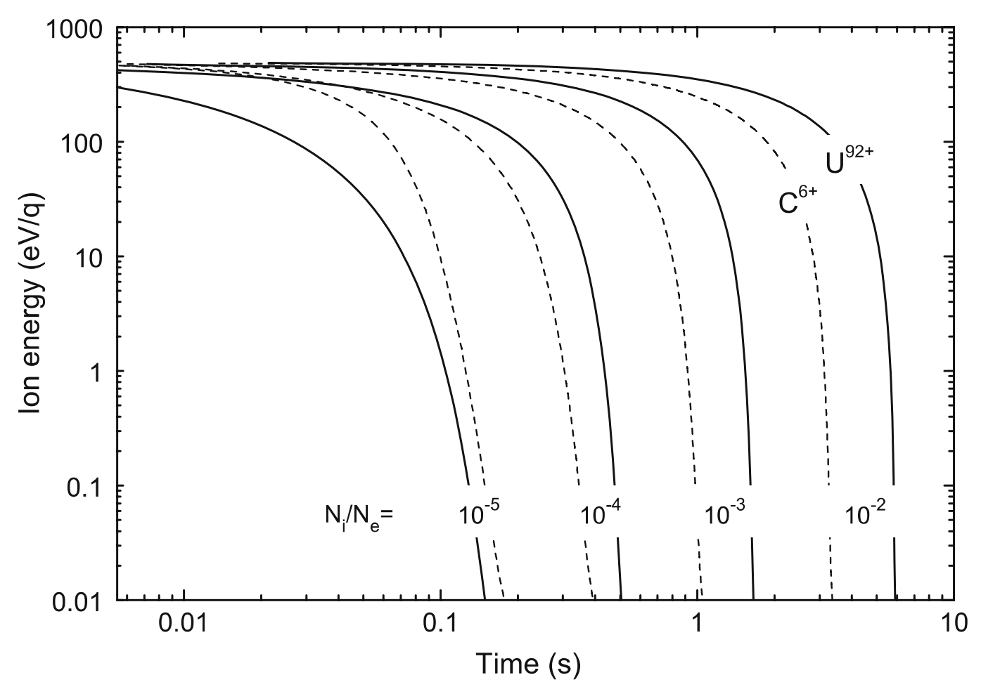 1000
100
10
1
0.1
0.01
Ion energy (eV/q)
U92+
C6+
Ni/Ne= 10-5 10-4 10-3 10-2
0.01 0.1 1 10
Time (s)